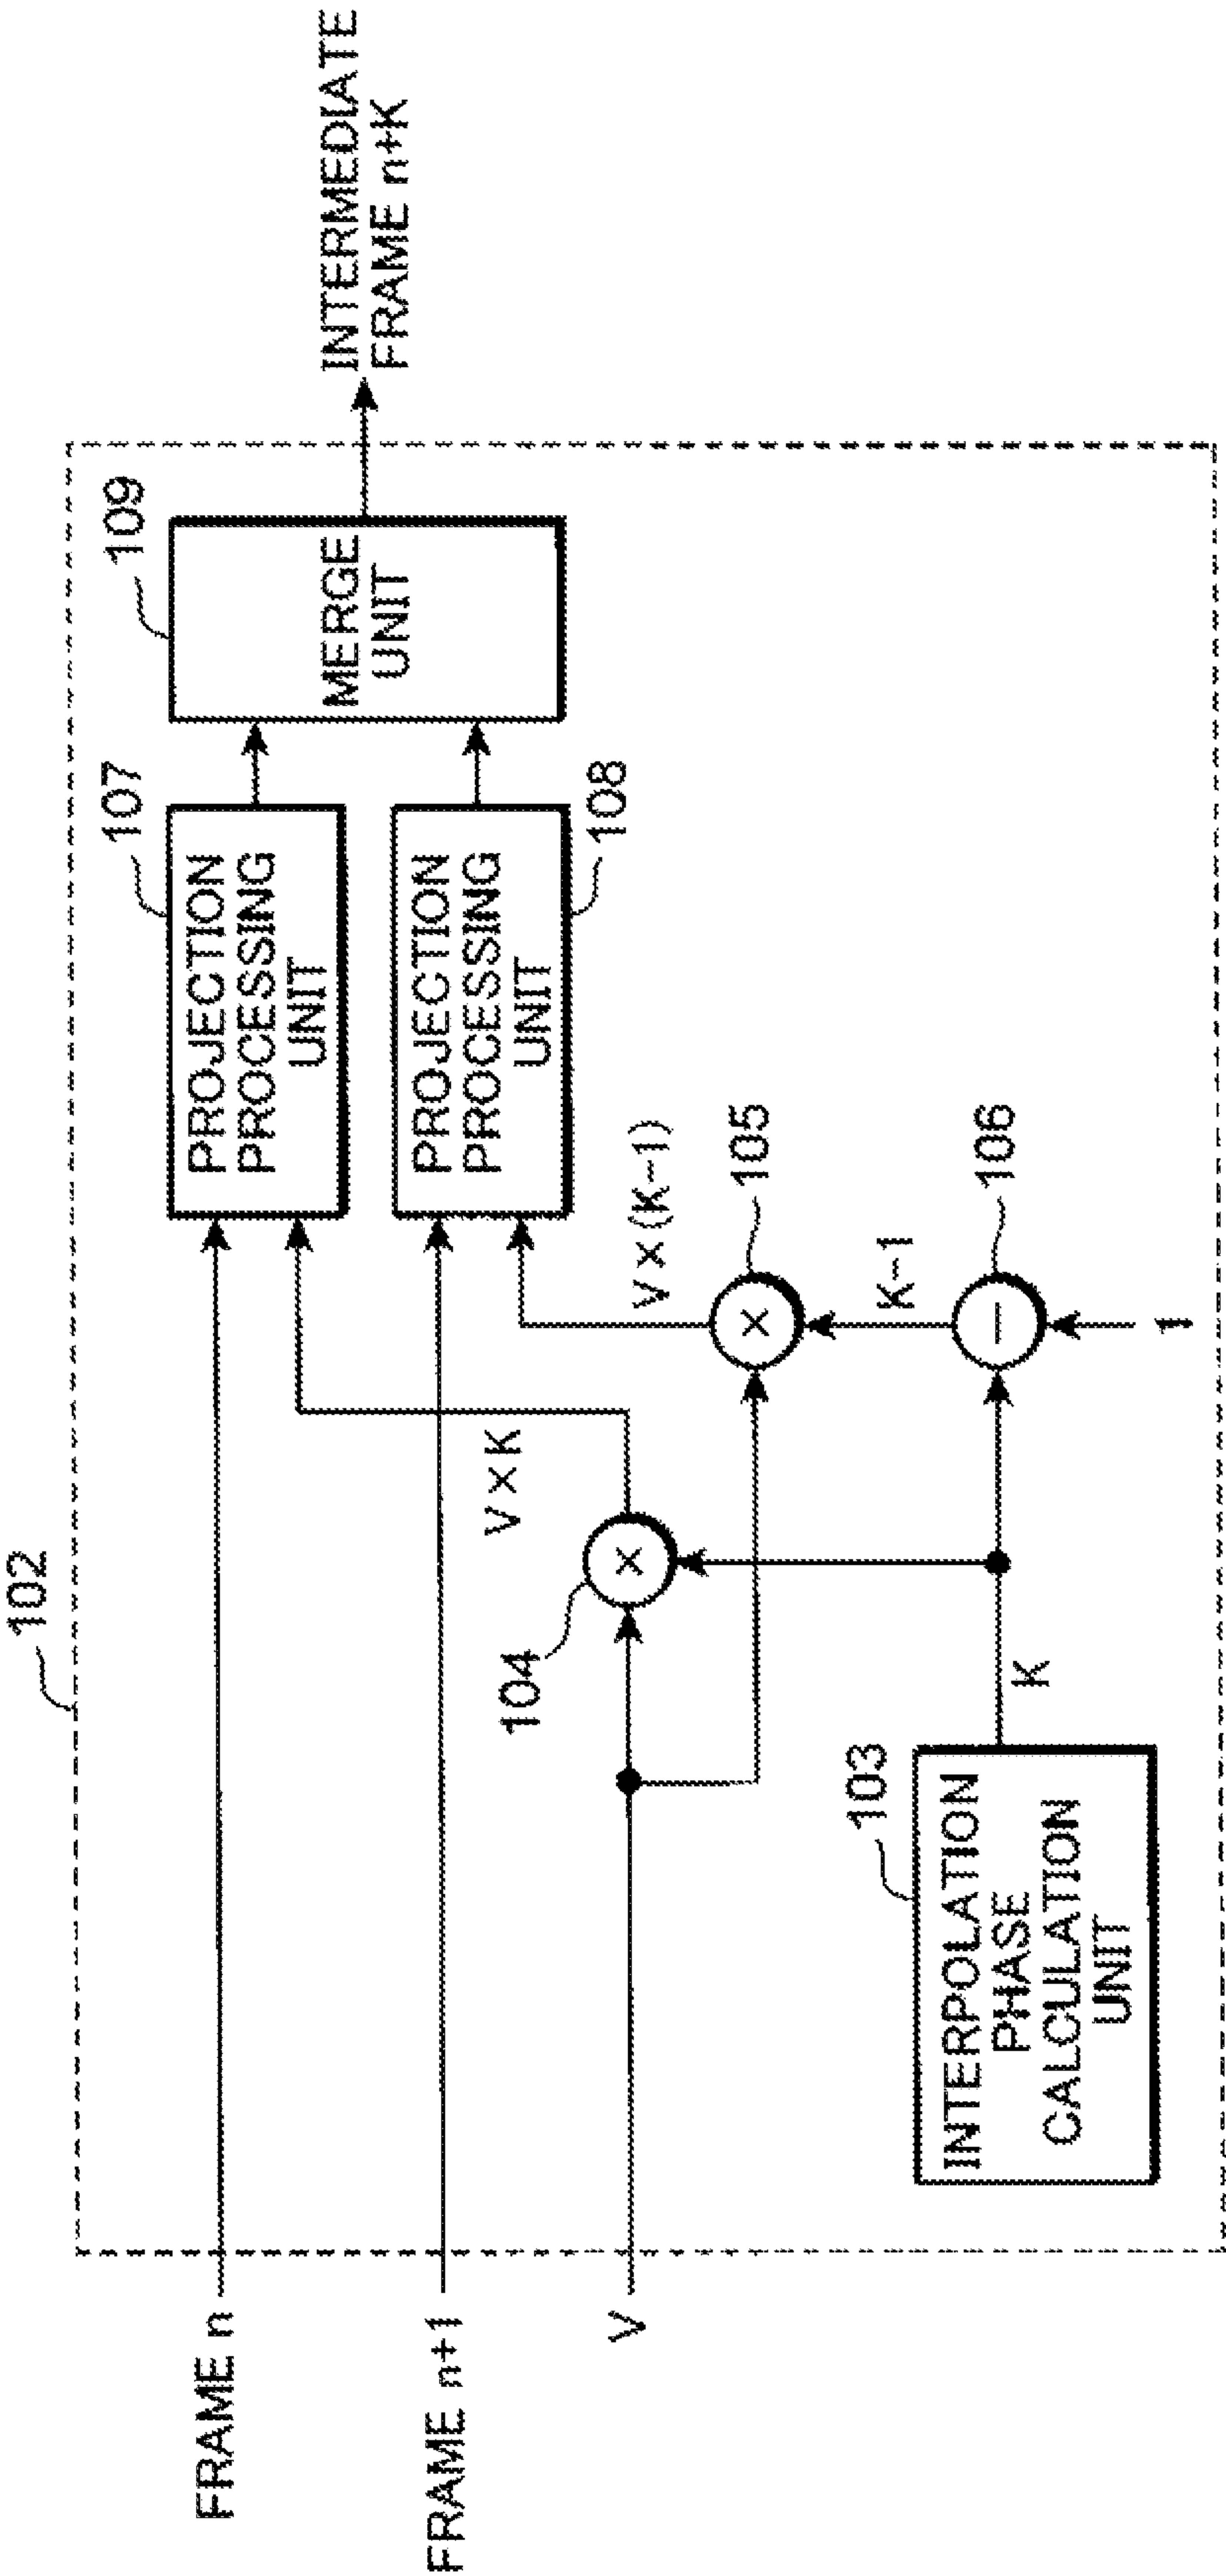 102
FRAME n
FRAME n+1
V
107
PROJECTION
PROCESSING
UNIT
109
MERGE
UNIT
INTERMEDIATE
FRAME n+K
PROJECTION
PROCESSING
UNIT
108
V×K
104
×
V×(K-1)
×
105
K-1
−
106
1
103
INTERPOLATION
PHASE
CALCULATION
UNIT
K